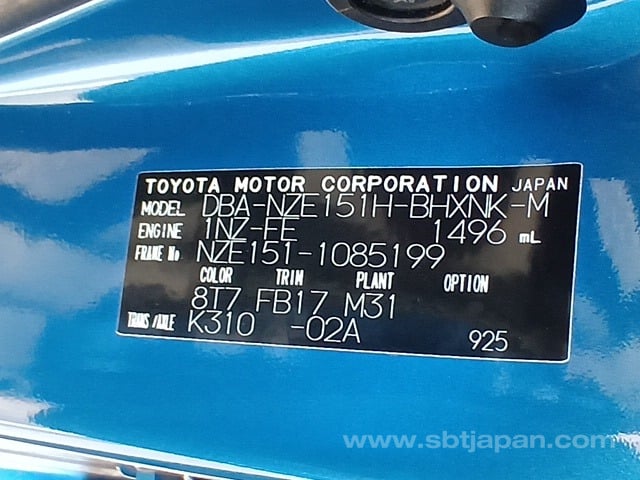 TOYOTA MOTOR CORPORATION JAPAN
MODEL DBA-NZE151H-BHXNK-M
ENGINE 1NZ-FE 1496 mL
FRAME No NZE151-1085199
COLOR TRIM PLANT OPTION
8T7 FB17 M31
TRANS/AXLE K310 -02A 925
www.sbtjapan.com